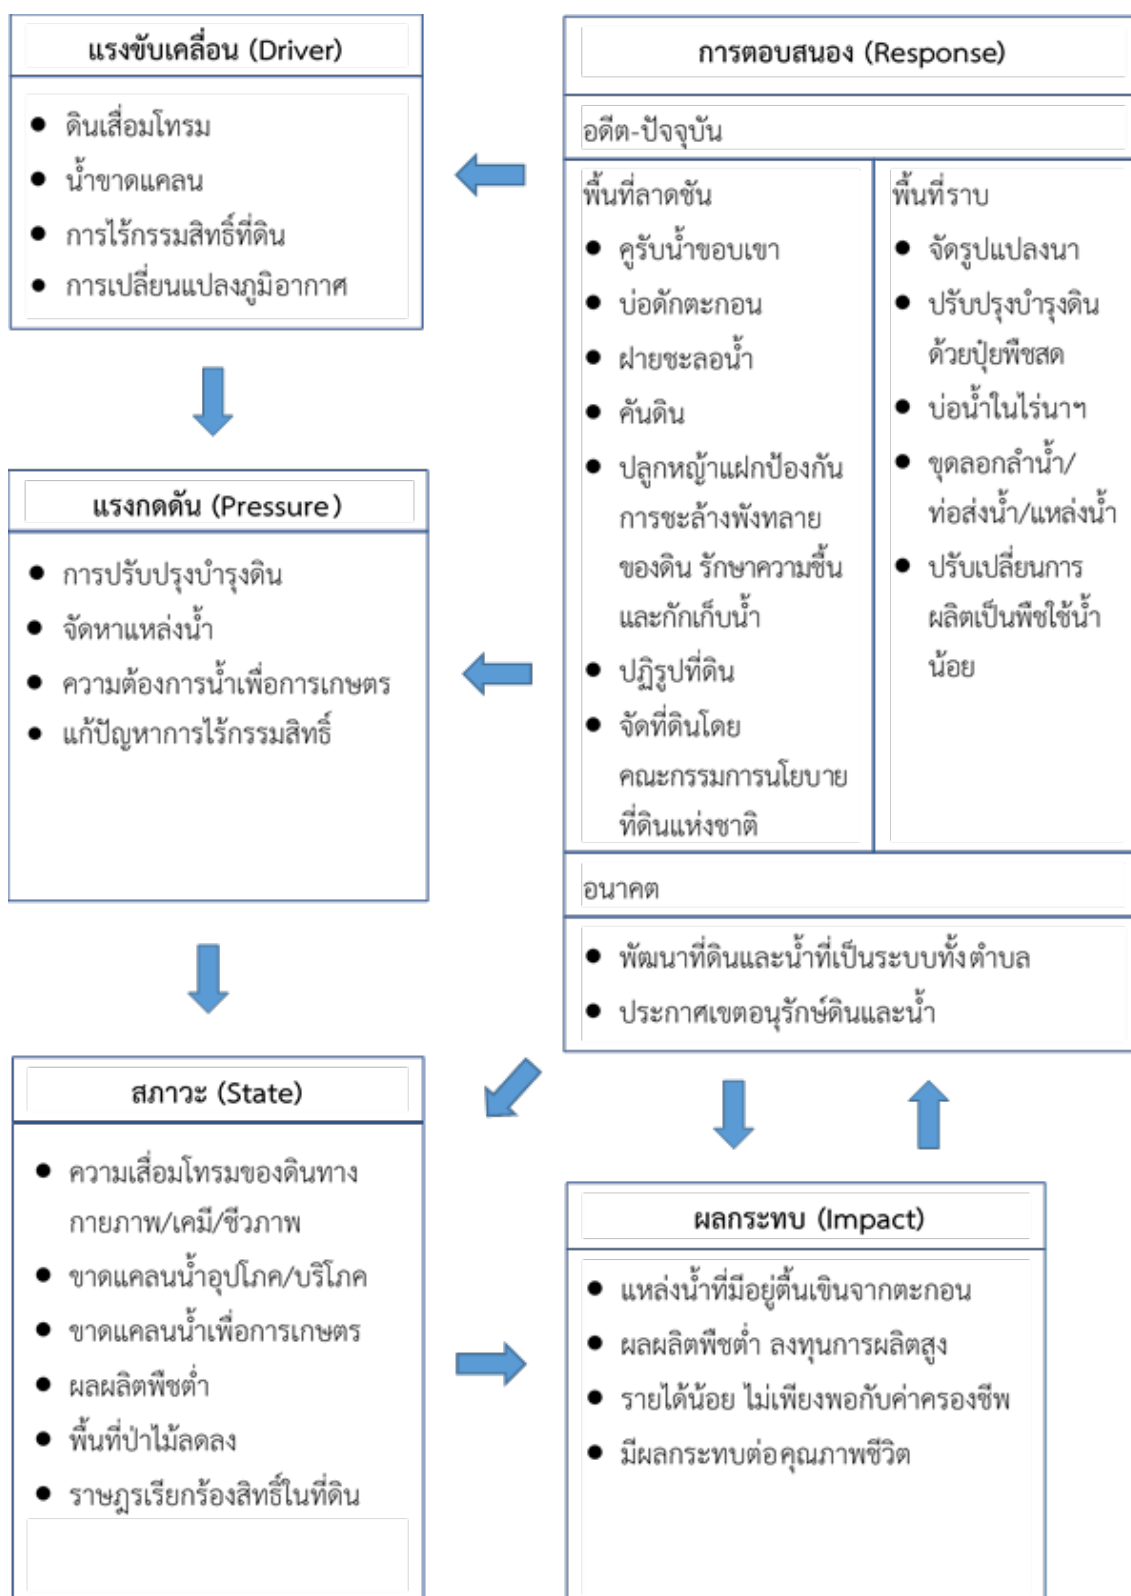 แรงขับเคลื่อน (Driver)
ดินเสื่อมโทรม
น้ำขาดแคลน
การไร้กรรมสิทธิ์ที่ดิน
การเปลี่ยนแปลงภูมิอากาศ
แรงกดดัน (Pressure)
การปรับปรุงบำรุงดิน
จัดหาแหล่งน้ำ
ความต้องการน้ำเพื่อการเกษตร
แก้ปัญหาการไร้กรรมสิทธิ์
สภาวะ (State)
ความเสื่อมโทรมของดินทาง
กายภาพ/เคมี/ชีวภาพ
ขาดแคลนน้ำอุปโภค/บริโภค
ขาดแคลนน้ำเพื่อการเกษตร
ผลผลิตพืชต่ำ
พื้นที่ป่าไม้ลดลง
ราษฎรเรียกร้องสิทธิ์ในที่ดิน
การตอบสนอง (Response)
อดีต-ปัจจุบัน
พื้นที่ลาดชัน
คูรับน้ำขอบเขา
บ่อดักตะกอน
ฝายชะลอน้ำ
คันดิน
ปลูกหญ้าแฝกป้องกัน
การชะล้างพังทลาย
ของดิน รักษาความชื้น
และกักเก็บน้ำ
ปฏิรูปที่ดิน
จัดที่ดินโดย
คณะกรรมการนโยบาย
ที่ดินแห่งชาติ
พื้นที่ราบ
จัดรูปแปลงนา
ปรับปรุงบำรุงดิน
ด้วยปุ๋ยพืชสด
บ่อน้ำในไร่นาฯ
ขุดลอกลำน้ำ/
ท่อส่งน้ำ/แหล่งน้ำ
ปรับเปลี่ยนการ
ผลิตเป็นพืชใช้น้ำ
น้อย
อนาคต
พัฒนาที่ดินและน้ำที่เป็นระบบทั้งตำบล
ประกาศเขตอนุรักษ์ดินและน้ำ
ผลกระทบ (Impact)
แหล่งน้ำที่มีอยู่ตื้นเขินจากตะกอน
ผลผลิตพืชต่ำ ลงทุนการผลิตสูง
รายได้น้อย ไม่เพียงพอกับค่าครองชีพ
มีผลกระทบต่อคุณภาพชีวิต